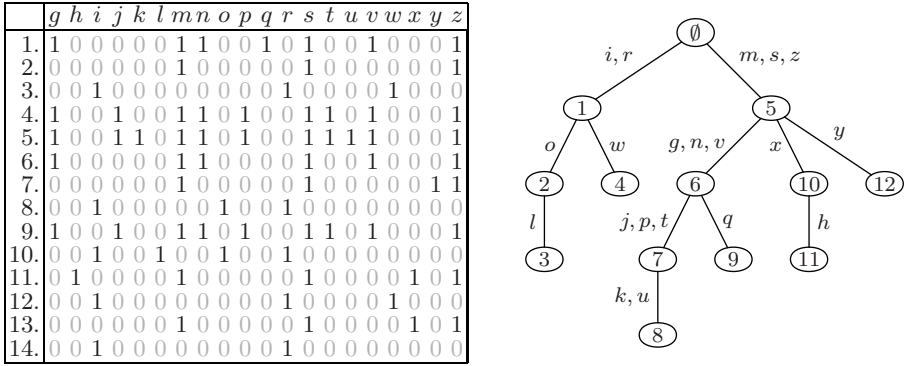 g h i j k l m n o p q r s t u v w x y z
1. 1 0 0 0 0 0 1 1 0 0 1 0 1 0 0 1 0 0 0 1
2. 0 0 0 0 0 0 1 0 0 0 0 0 1 0 0 0 0 0 0 1
3. 0 0 1 0 0 0 0 0 0 0 0 1 0 0 0 0 1 0 0 0
4. 1 0 0 1 0 0 1 1 0 1 0 0 1 1 0 1 0 0 0 1
5. 1 0 0 1 1 0 1 1 0 1 0 0 1 1 1 1 0 0 0 1
6. 1 0 0 0 0 0 1 1 0 0 0 0 1 0 0 1 0 0 0 1
7. 0 0 0 0 0 0 1 0 0 0 0 0 1 0 0 0 0 0 1 1
8. 0 0 1 0 0 0 0 0 1 0 0 1 0 0 0 0 0 0 0 0
9. 1 0 0 1 0 0 1 1 0 1 0 0 1 1 0 1 0 0 0 1
10. 0 0 1 0 0 1 0 0 1 0 0 1 0 0 0 0 0 0 0 0
11. 0 1 0 0 0 0 1 0 0 0 0 0 1 0 0 0 0 1 0 1
12. 0 0 1 0 0 0 0 0 0 0 0 1 0 0 0 0 1 0 0 0
13. 0 0 0 0 0 0 1 0 0 0 0 0 1 0 0 0 0 1 0 1
14. 0 0 1 0 0 0 0 0 0 0 0 1 0 0 0 0 0 0 0 0
∅
i, r m, s, z
1 5
o w g, n, v x y
2 4 6 10 12
l j, p, t q h
3 7 9 11
k, u
8